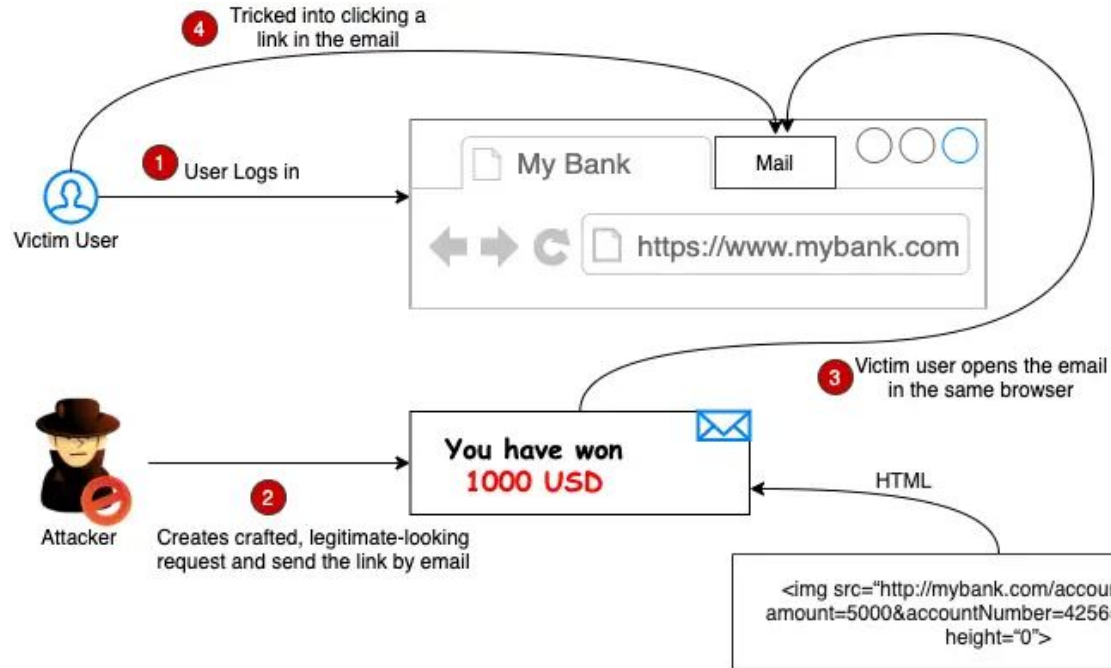 4
Tricked into clicking a
link in the email
1
User Logs in
Victim User
My Bank
Mail
https://www.mybank.com
3
Victim user opens the email
in the same browser
You have won
1000 USD
Attacker
2
Creates crafted, legitimate-looking
request and send the link by email
HTML
<img src=“http://mybank.com/accou
amount=5000&accountNumber=4256
height=“0”>